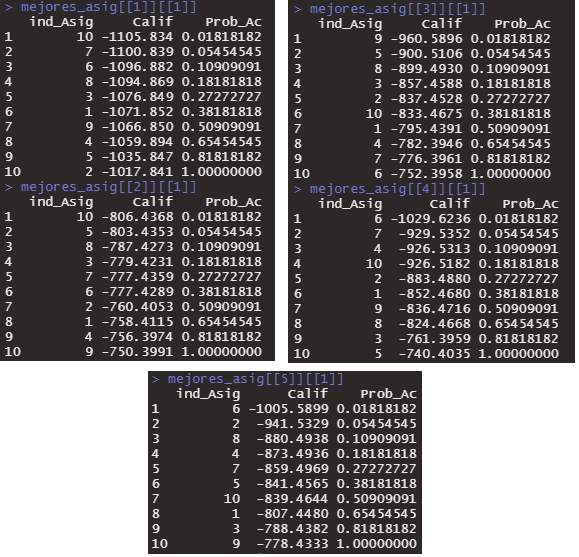 > mejores_asig[[1]][[1]]
ind_Asig Calif Prob_Ac
1 10 -1105.834 0.01818182
2 7 -1100.839 0.05454545
3 6 -1096.882 0.10909091
4 8 -1094.869 0.18181818
5 3 -1076.849 0.27272727
6 1 -1071.852 0.38181818
7 9 -1066.850 0.50909091
8 4 -1059.894 0.65454545
9 5 -1035.847 0.81818182
10 2 -1017.841 1.00000000
> mejores_asig[[2]][[1]]
ind_Asig Calif Prob_Ac
1 10 -806.4368 0.01818182
2 5 -803.4353 0.05454545
3 8 -787.4273 0.10909091
4 4 -779.4231 0.18181818
5 7 -777.4359 0.27272727
6 6 -777.4289 0.38181818
7 2 -760.4053 0.50909091
8 1 -758.4115 0.65454545
9 4 -756.3974 0.81818182
10 9 -750.3991 1.00000000
> mejores_asig[[3]][[1]]
ind_Asig Calif Prob_Ac
1 9 -960.5896 0.01818182
2 5 -900.5106 0.05454545
3 8 -899.4930 0.10909091
4 3 -857.4588 0.18181818
5 2 -837.4528 0.27272727
6 10 -833.4675 0.38181818
7 1 -795.4391 0.50909091
8 4 -782.3946 0.65454545
9 7 -776.3961 0.81818182
10 6 -752.3958 1.00000000
> mejores_asig[[4]][[1]]
ind_Asig Calif Prob_Ac
1 6 -1029.6236 0.01818182
2 7 -929.5352 0.05454545
3 4 -926.5313 0.10909091
4 10 -926.5182 0.18181818
5 2 -883.4880 0.27272727
6 1 -852.4680 0.38181818
7 9 -836.4716 0.50909091
8 8 -824.4668 0.65454545
9 3 -761.3959 0.81818182
10 5 -740.4035 1.00000000
> mejores_asig[[5]][[1]]
ind_Asig Calif Prob_Ac
1 6 -1005.5899 0.01818182
2 2 -941.5329 0.05454545
3 8 -880.4938 0.10909091
4 4 -873.4936 0.18181818
5 7 -859.4969 0.27272727
6 5 -841.4565 0.38181818
7 10 -839.4644 0.50909091
8 1 -807.4480 0.65454545
9 3 -788.4382 0.81818182
10 9 -778.4333 1.00000000